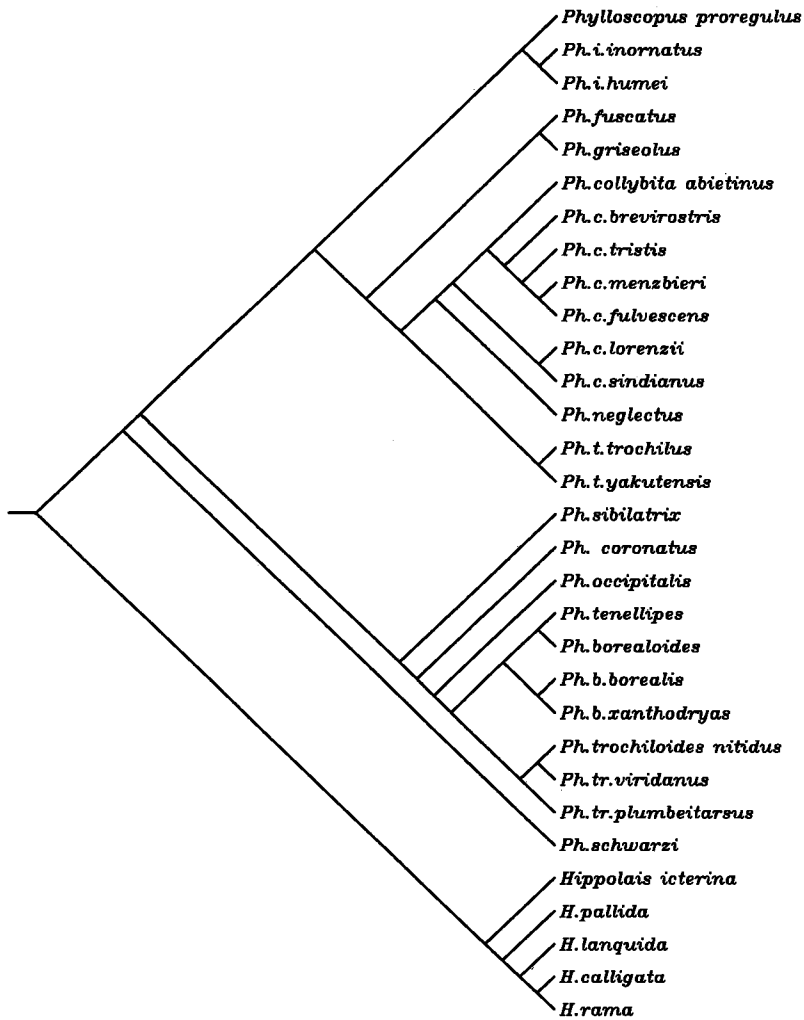 Phylloscopus proregulus
Ph.i.inornatus
Ph.i.humei
Ph.fuscatus
Ph.griseolus
Ph.collybita abietinus
Ph.c.brevirostris
Ph.c.tristis
Ph.c.menzbieri
Ph.c.fulvescens
Ph.c.lorenzii
Ph.c.sindianus
Ph.neglectus
Ph.t.trochilus
Ph.t.yakutensis
Ph.sibilatrix
Ph. coronatus
Ph.occipitalis
Ph.tenellipes
Ph.borealoides
Ph.b.borealis
Ph.b.xanthodryas
Ph.trochiloides nitidus
Ph.tr.viridanus
Ph.tr.plumbeitarsus
Ph.schwarzi
Hippolais icterina
H.pallida
H.lanquida
H.calligata
H.rama